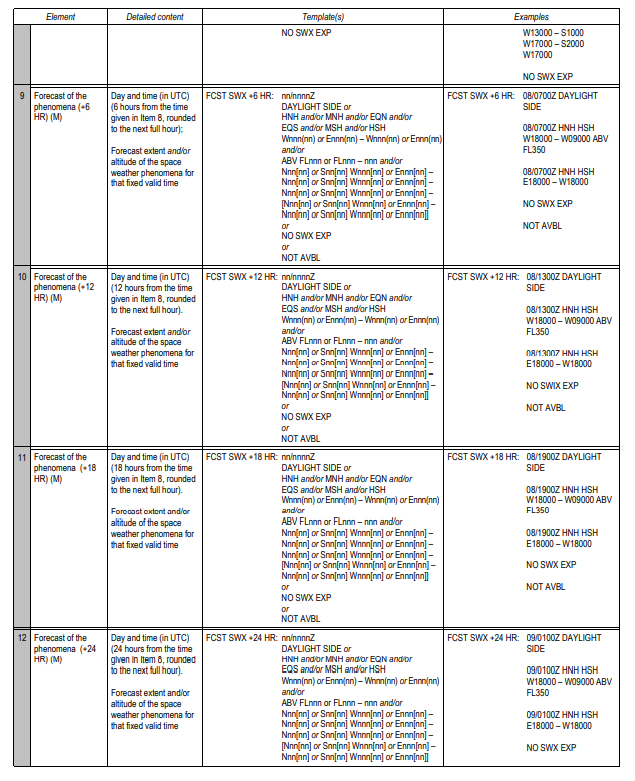 Element Detailed content Template(s) Examples
NO SWX EXP
W13000 – S1000
W17000 – S2000
W17000
NO SWX EXP
9 Forecast of the phenomena (+6 HR) (M)
Day and time (in UTC)
(6 hours from the time
given in Item 8, rounded
to the next full hour);
Forecast extent and/or
altitude of the space
weather phenomena for
that fixed valid time
FCST SWX +6 HR: nn/nnnnZ
DAYLIGHT SIDE or
HNH and/or MNH and/or EQN and/or
EQS and/or MSH and/or HSH
Wnnn(nn) or Ennn(nn) – Wnnn(nn) or Ennn(nn)
and/or
ABV FLnnn or FLnnn – nnn and/or
Nnn[nn] or Snn[nn] Wnnn[nn] or Ennn[nn] –
Nnn[nn] or Snn[nn] Wnnn[nn] or Ennn[nn] –
Nnn[nn] or Snn[nn] Wnnn[nn] or Ennn[nn] –
[Nnn[nn] or Snn[nn] Wnnn[nn] or Ennn[nn] –
Nnn[nn] or Snn[nn] Wnnn[nn] or Ennn[nn]]
or
NO SWX EXP
or
NOT AVBL
FCST SWX +6 HR: 08/0700Z DAYLIGHT
SIDE
08/0700Z HNH HSH
W18000 – W09000 ABV
FL350
08/0700Z HNH HSH
E18000 – W18000
NO SWX EXP
NOT AVBL
10 Forecast of the
phenomena (+12
HR) (M)
Day and time (in UTC)
(12 hours from the time
given in Item 8, rounded
to the next full hour).
Forecast extent and/or
altitude of the space
weather phenomena for
that fixed valid time
FCST SWX +12 HR: nn/nnnnZ
DAYLIGHT SIDE or
HNH and/or MNH and/or EQN and/or
EQS and/or MSH and/or HSH
Wnnn(nn) or Ennn(nn) – Wnnn(nn) or Ennn(nn)
and/or
ABV FLnnn or FLnnn – nnn and/or
Nnn[nn] or Snn[nn] Wnnn[nn] or Ennn[nn] –
Nnn[nn] or Snn[nn] Wnnn[nn] or Ennn[nn] –
Nnn[nn] or Snn[nn] Wnnn[nn] or Ennn[nn] –
[Nnn[nn] or Snn[nn] Wnnn[nn] or Ennn[nn] –
Nnn[nn] or Snn[nn] Wnnn[nn] or Ennn[nn]]
or
NO SWX EXP
or
NOT AVBL
FCST SWX +12 HR: 08/1300Z DAYLIGHT
SIDE
08/1300Z HNH HSH
W18000 – W09000 ABV
FL350
08/1300Z HNH HSH
E18000 – W18000
NO SWIX EXP
NOT AVBL
11 Forecast of the
phenomena (+18
HR) (M)
Day and time (in UTC)
(18 hours from the time
given in Item 8, rounded
to the next full hour).
Forecast extent and/or
altitude of the space
weather phenomena for
that fixed valid time
FCST SWX +18 HR: nn/nnnnZ
DAYLIGHT SIDE or
HNH and/or MNH and/or EQN and/or
EQS and/or MSH and/or HSH
Wnnn(nn) or Ennn(nn) – Wnnn(nn) or Ennn(nn)
and/or
ABV FLnnn or FLnnn – nnn and/or
Nnn[nn] or Snn[nn] Wnnn[nn] or Ennn[nn] –
Nnn[nn] or Snn[nn] Wnnn[nn] or Ennn[nn] –
Nnn[nn] or Snn[nn] Wnnn[nn] or Ennn[nn] –
[Nnn[nn] or Snn[nn] Wnnn[nn] or Ennn[nn] –
Nnn[nn] or Snn[nn] Wnnn[nn] or Ennn[nn]]
or
NO SWX EXP
or
NOT AVBL
FCST SWX +18 HR: 08/1900Z DAYLIGHT
SIDE
08/1900Z HNH HSH
W18000 – W09000 ABV
FL350
08/1900Z HNH HSH
E18000 – W18000
NO SWX EXP
NOT AVBL
12 Forecast of the
phenomena (+24
HR) (M)
Day and time (in UTC)
(24 hours from the time
given in Item 8, rounded
to the next full hour).
Forecast extent and/or
altitude of the space
weather phenomena for
that fixed valid time
FCST SWX +24 HR: nn/nnnnZ
DAYLIGHT SIDE or
HNH and/or MNH and/or EQN and/or
EQS and/or MSH and/or HSH
Wnnn(nn) or Ennn(nn) – Wnnn(nn) or Ennn(nn)
and/or
ABV FLnnn or FLnnn – nnn and/or
Nnn[nn] or Snn[nn] Wnnn[nn] or Ennn[nn] –
Nnn[nn] or Snn[nn] Wnnn[nn] or Ennn[nn] –
Nnn[nn] or Snn[nn] Wnnn[nn] or Ennn[nn] –
[Nnn[nn] or Snn[nn] Wnnn[nn] or Ennn[nn] –
Nnn[nn] or Snn[nn] Wnnn[nn] or Ennn[nn]]
FCST SWX +24 HR: 09/0100Z DAYLIGHT
SIDE
09/0100Z HNH HSH
W18000 – W09000 ABV
FL350
09/0100Z HNH HSH
E18000 – W18000
NO SWX EXP